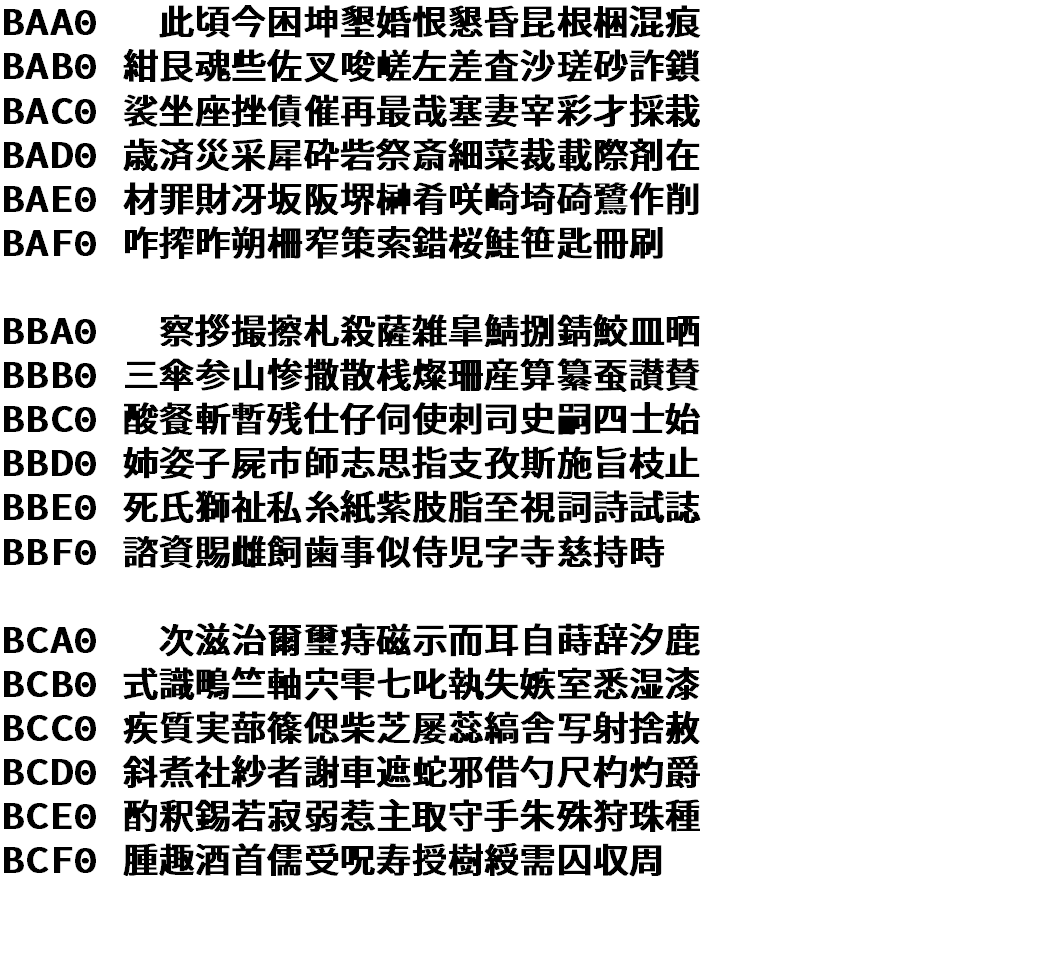 BAA0 此頃今困坤墾婚恨懇昏昆根梱混痕
BAB0 紺艮魂些佐叉唆嵯左差査沙瑳砂詐鎖
BAC0 裟坐座挫債催再最哉塞妻宰彩才採栽
BAD0 歳済災采犀砕砦祭斎細菜裁載際剤在
BAE0 材罪財冴坂阪堺榊肴咲崎埼碕鷺作削
BAF0 咋搾昨朔柵窄策索錯桜鮭笹匙冊刷
BBA0 察拶撮擦札殺薩雑皐鯖捌錆鮫皿晒
BBB0 三傘参山惨撒散桟燦珊産算纂蚕讃賛
BBC0 酸餐斬暫残仕仔伺使刺司史嗣四士始
BBD0 姉姿子屍市師志思指支孜斯施旨枝止
BBE0 死氏獅祉私糸紙紫肢脂至視詞詩試誌
BBF0 諮資賜雌飼歯事似侍児字寺慈持時
BCA0 次滋治爾璽痔磁示而耳自蒔辞汐鹿
BCB0 式識鴫竺軸宍雫七叱執失嫉室悉湿漆
BCC0 疾質実蔀篠偲柴芝屡蕊縞舎写射捨赦
BCD0 斜煮社紗者謝車遮蛇邪借勺尺杓灼爵
BCE0 酌釈錫若寂弱惹主取守手朱殊狩珠種
BCF0 腫趣酒首儒受呪寿授樹綬需囚収周